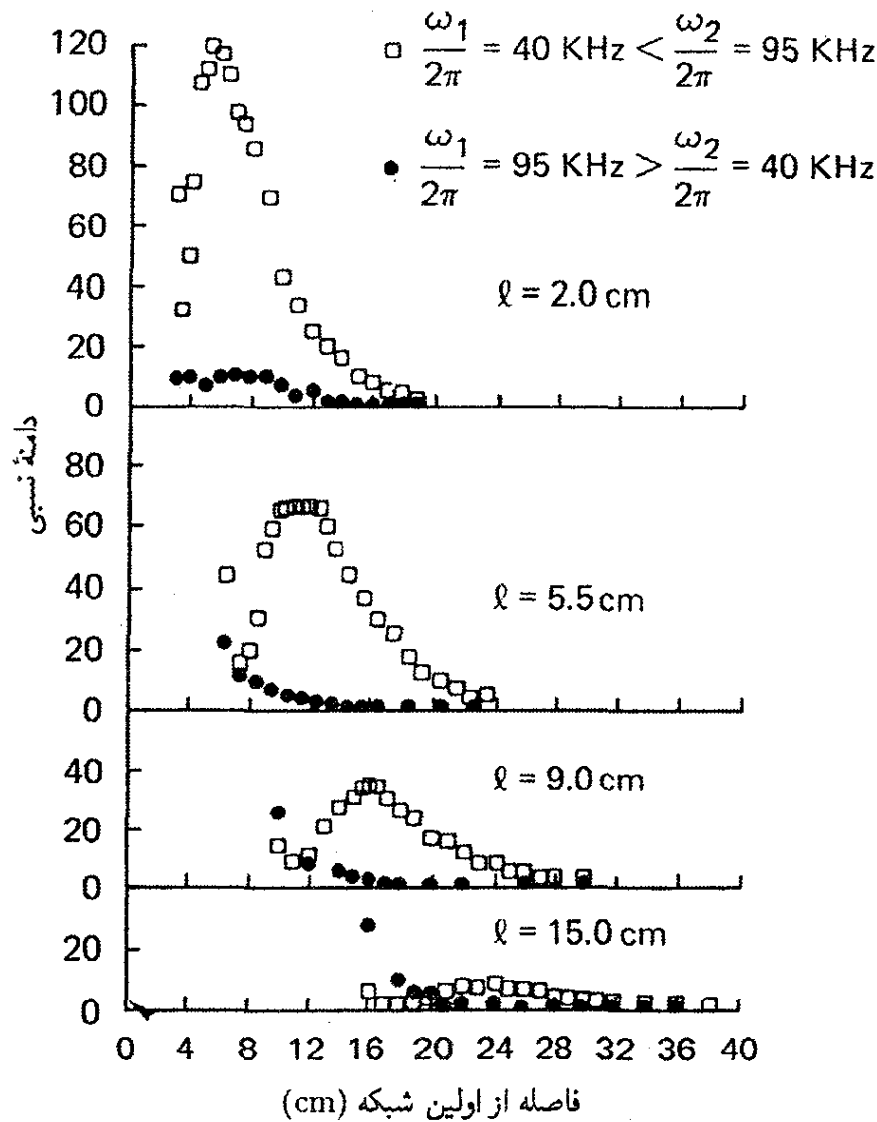 □ ω₁/2π = 40 KHz < ω₂/2π = 95 KHz
● ω₁/2π = 95 KHz > ω₂/2π = 40 KHz
120
100
80
60
40
20
0
ℓ = 2.0 cm
80
60
40
20
0
ℓ = 5.5 cm
40
20
0
ℓ = 9.0 cm
20
0
ℓ = 15.0 cm
دامنهٔ نسبی
0 4 8 12 16 20 24 28 32 36 40
فاصله از اولین شبکه (cm)